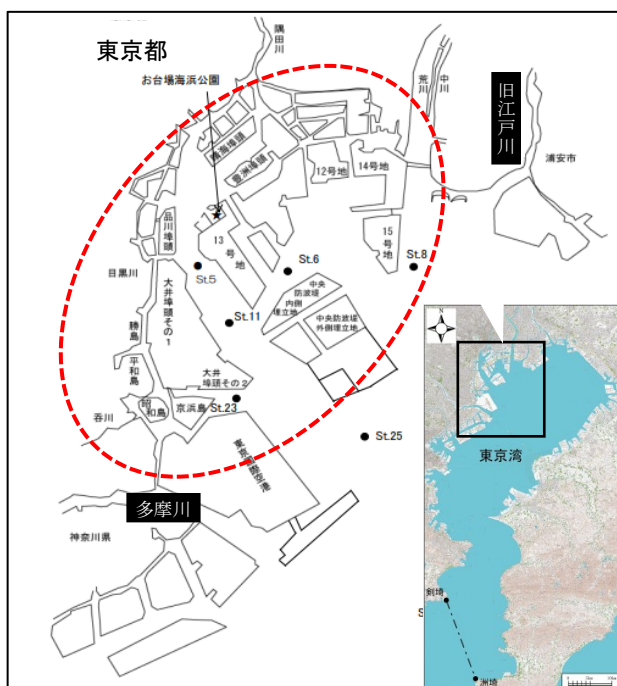 東京都
隅田川
お台場海浜公園
荒川
中川
旧江戸川
浦安市
豊洲埠頭
12号地
14号地
品川埠頭
13号地
15号地
St.6
St.8
St.5
目黒川
大井埠頭その1
中央防波堤内側埋立地
中央防波堤外側埋立地
St.11
勝島
平和島
昭和島
京浜島
大井埠頭その2
St.23
呑川
St.25
東京国際空港
多摩川
神奈川県
N
東京湾
剣埼
洲埼